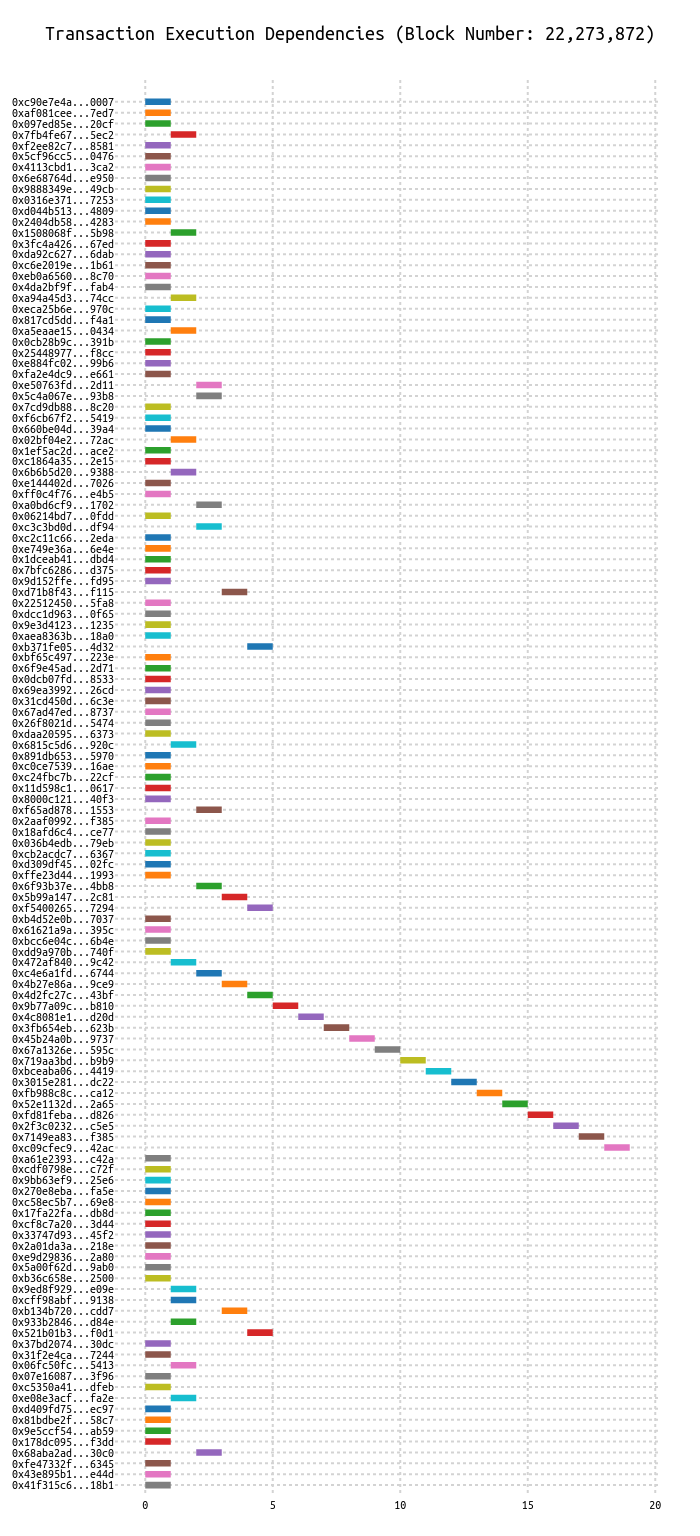 Transaction Execution Dependencies (Block Number: 22,273,872)
0xc90e7e4a...0007
0xaf081cee...7ed7
0x097ed85e...20cf
0x7fb4fe67...5ec2
0xf2ee82c7...8581
0x5cf96cc5...0476
0x4113cbd1...3ca2
0x6e68764d...e950
0x9888349e...49cb
0x0316e371...7253
0xd044b513...4809
0x2404db58...4283
0x1508068f...5b98
0x3fc4a426...67ed
0xda92c627...6dab
0xc6e2019e...1b61
0xeb0a6560...8c70
0x4da2bf9f...fab4
0xa94a45d3...74cc
0xeca25b6e...970c
0x817cd5dd...f4a1
0xa5eaae15...0434
0x0cb28b9c...391b
0x25448977...f8cc
0xe884fc02...99b6
0xfa2e4dc9...e661
0xe50763fd...2d11
0x5c4a067e...93b8
0x7cd9db88...8c20
0xf6cb67f2...5419
0x660be04d...39a4
0x02bf04e2...72ac
0x1ef5ac2d...ace2
0xc1864a35...2e15
0x6b6b5d20...9388
0xe144402d...7026
0xff0c4f76...e4b5
0xa0bd6cf9...1702
0x06214bd7...0fdd
0xc3c3bd0d...df94
0xc2c11c66...2eda
0xe749e36a...6e4e
0x1dceab41...dbd4
0x7bfc6286...d375
0x9d152ffe...fd95
0xd71b8f43...f115
0x22512450...5fa8
0xdcc1d963...0f65
0x9e3d4123...1235
0xaea8363b...18a0
0xb371fe05...4d32
0xbf65c497...223e
0x6f9e45ad...2d71
0x0dcb07fd...8533
0x69ea3992...26cd
0x31cd450d...6c3e
0x67ad47ed...8737
0x26f8021d...5474
0xdaa20595...6373
0x6815c5d6...920c
0x891db653...5970
0xc0ce7539...16ae
0xc24fbc7b...22cf
0x11d598c1...0617
0x8000c121...40f3
0xf65ad878...1553
0x2aaf0992...f385
0x18afd6c4...ce77
0x036b4edb...79eb
0xcb2acdc7...6367
0xd309df45...02fc
0xffe23d44...1993
0x6f93b37e...4bb8
0x5b99a147...2c81
0xf5400265...7294
0xb4d52e0b...7037
0x61621a9a...395c
0xbcc6e04c...6b4e
0xdd9a970b...740f
0x472af840...9c42
0xc4e6a1fd...6744
0x4b27e86a...9ce9
0x4d2fc27c...43bf
0x9b77a09c...b810
0x4c8081e1...d20d
0x3fb654eb...623b
0x45b24a0b...9737
0x67a1326e...595c
0x719aa3bd...b9b9
0xbceaba06...4419
0x3015e281...dc22
0xfb988c8c...ca12
0x52e1132d...2a65
0xfd81feba...d826
0x2f3c0232...c5e5
0x7149ea83...f385
0xc09cfec9...42ac
0xa61e2393...c42a
0xcdf0798e...c72f
0x9bb63ef9...25e6
0x270e8eba...fa5e
0xc58ec5b7...69e8
0x17fa22fa...db8d
0xcf8c7a20...3d44
0x33747d93...45f2
0x2a01da3a...218e
0xe9d29836...2a80
0x5a00f62d...9ab0
0xb36c658e...2500
0x9ed8f929...e09e
0xcff98abf...9138
0xb134b720...cdd7
0x933b2846...d84e
0x521b01b3...f0d1
0x37bd2074...30dc
0x31f2e4ca...7244
0x06fc50fc...5413
0x07e16087...3f96
0xc5350a41...dfeb
0xe08e3acf...fa2e
0xd409fd75...ec97
0x81bdbe2f...58c7
0x9e5ccf54...ab59
0x178dc095...f3dd
0x68aba2ad...30c0
0xfe47332f...6345
0x43e895b1...e44d
0x41f315c6...18b1
0 5 10 15 20